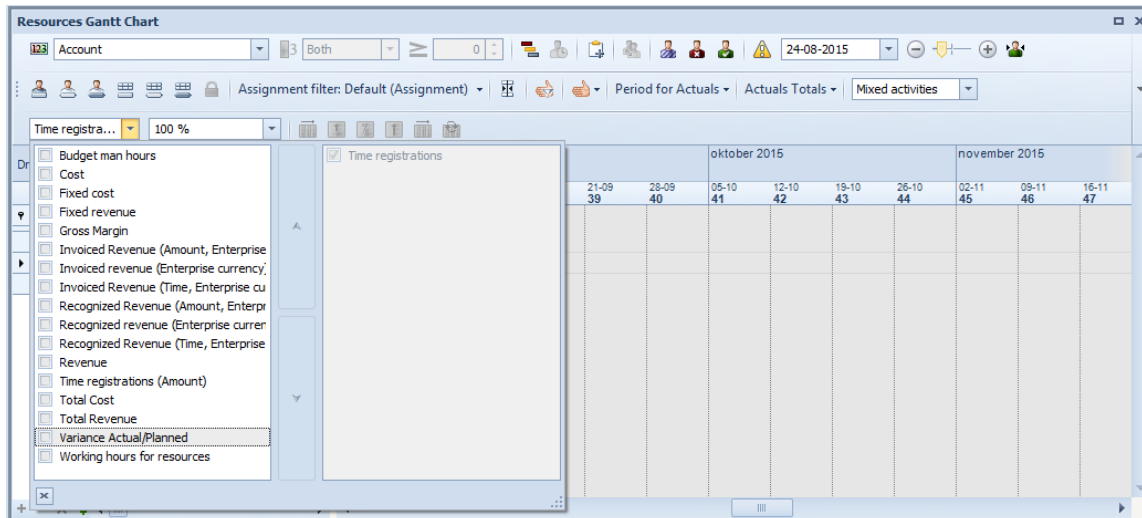 Resources Gantt Chart
123 Account 3 Both 0 24-08-2015
Assignment filter: Default (Assignment) Period for Actuals Actuals Totals Mixed activities
Time registra... 100 %
Dr
oktober 2015 november 2015
21-09 28-09 05-10 12-10 19-10 26-10 02-11 09-11 16-11
39 40 41 42 43 44 45 46 47
Budget man hours
Cost
Fixed cost
Fixed revenue
Gross Margin
Invoiced Revenue (Amount, Enterprise
Invoiced revenue (Enterprise currency)
Invoiced Revenue (Time, Enterprise cu
Recognized Revenue (Amount, Enterpr
Recognized revenue (Enterprise curren
Recognized Revenue (Time, Enterprise
Revenue
Time registrations (Amount)
Total Cost
Total Revenue
Variance Actual/Planned
Working hours for resources
Time registrations